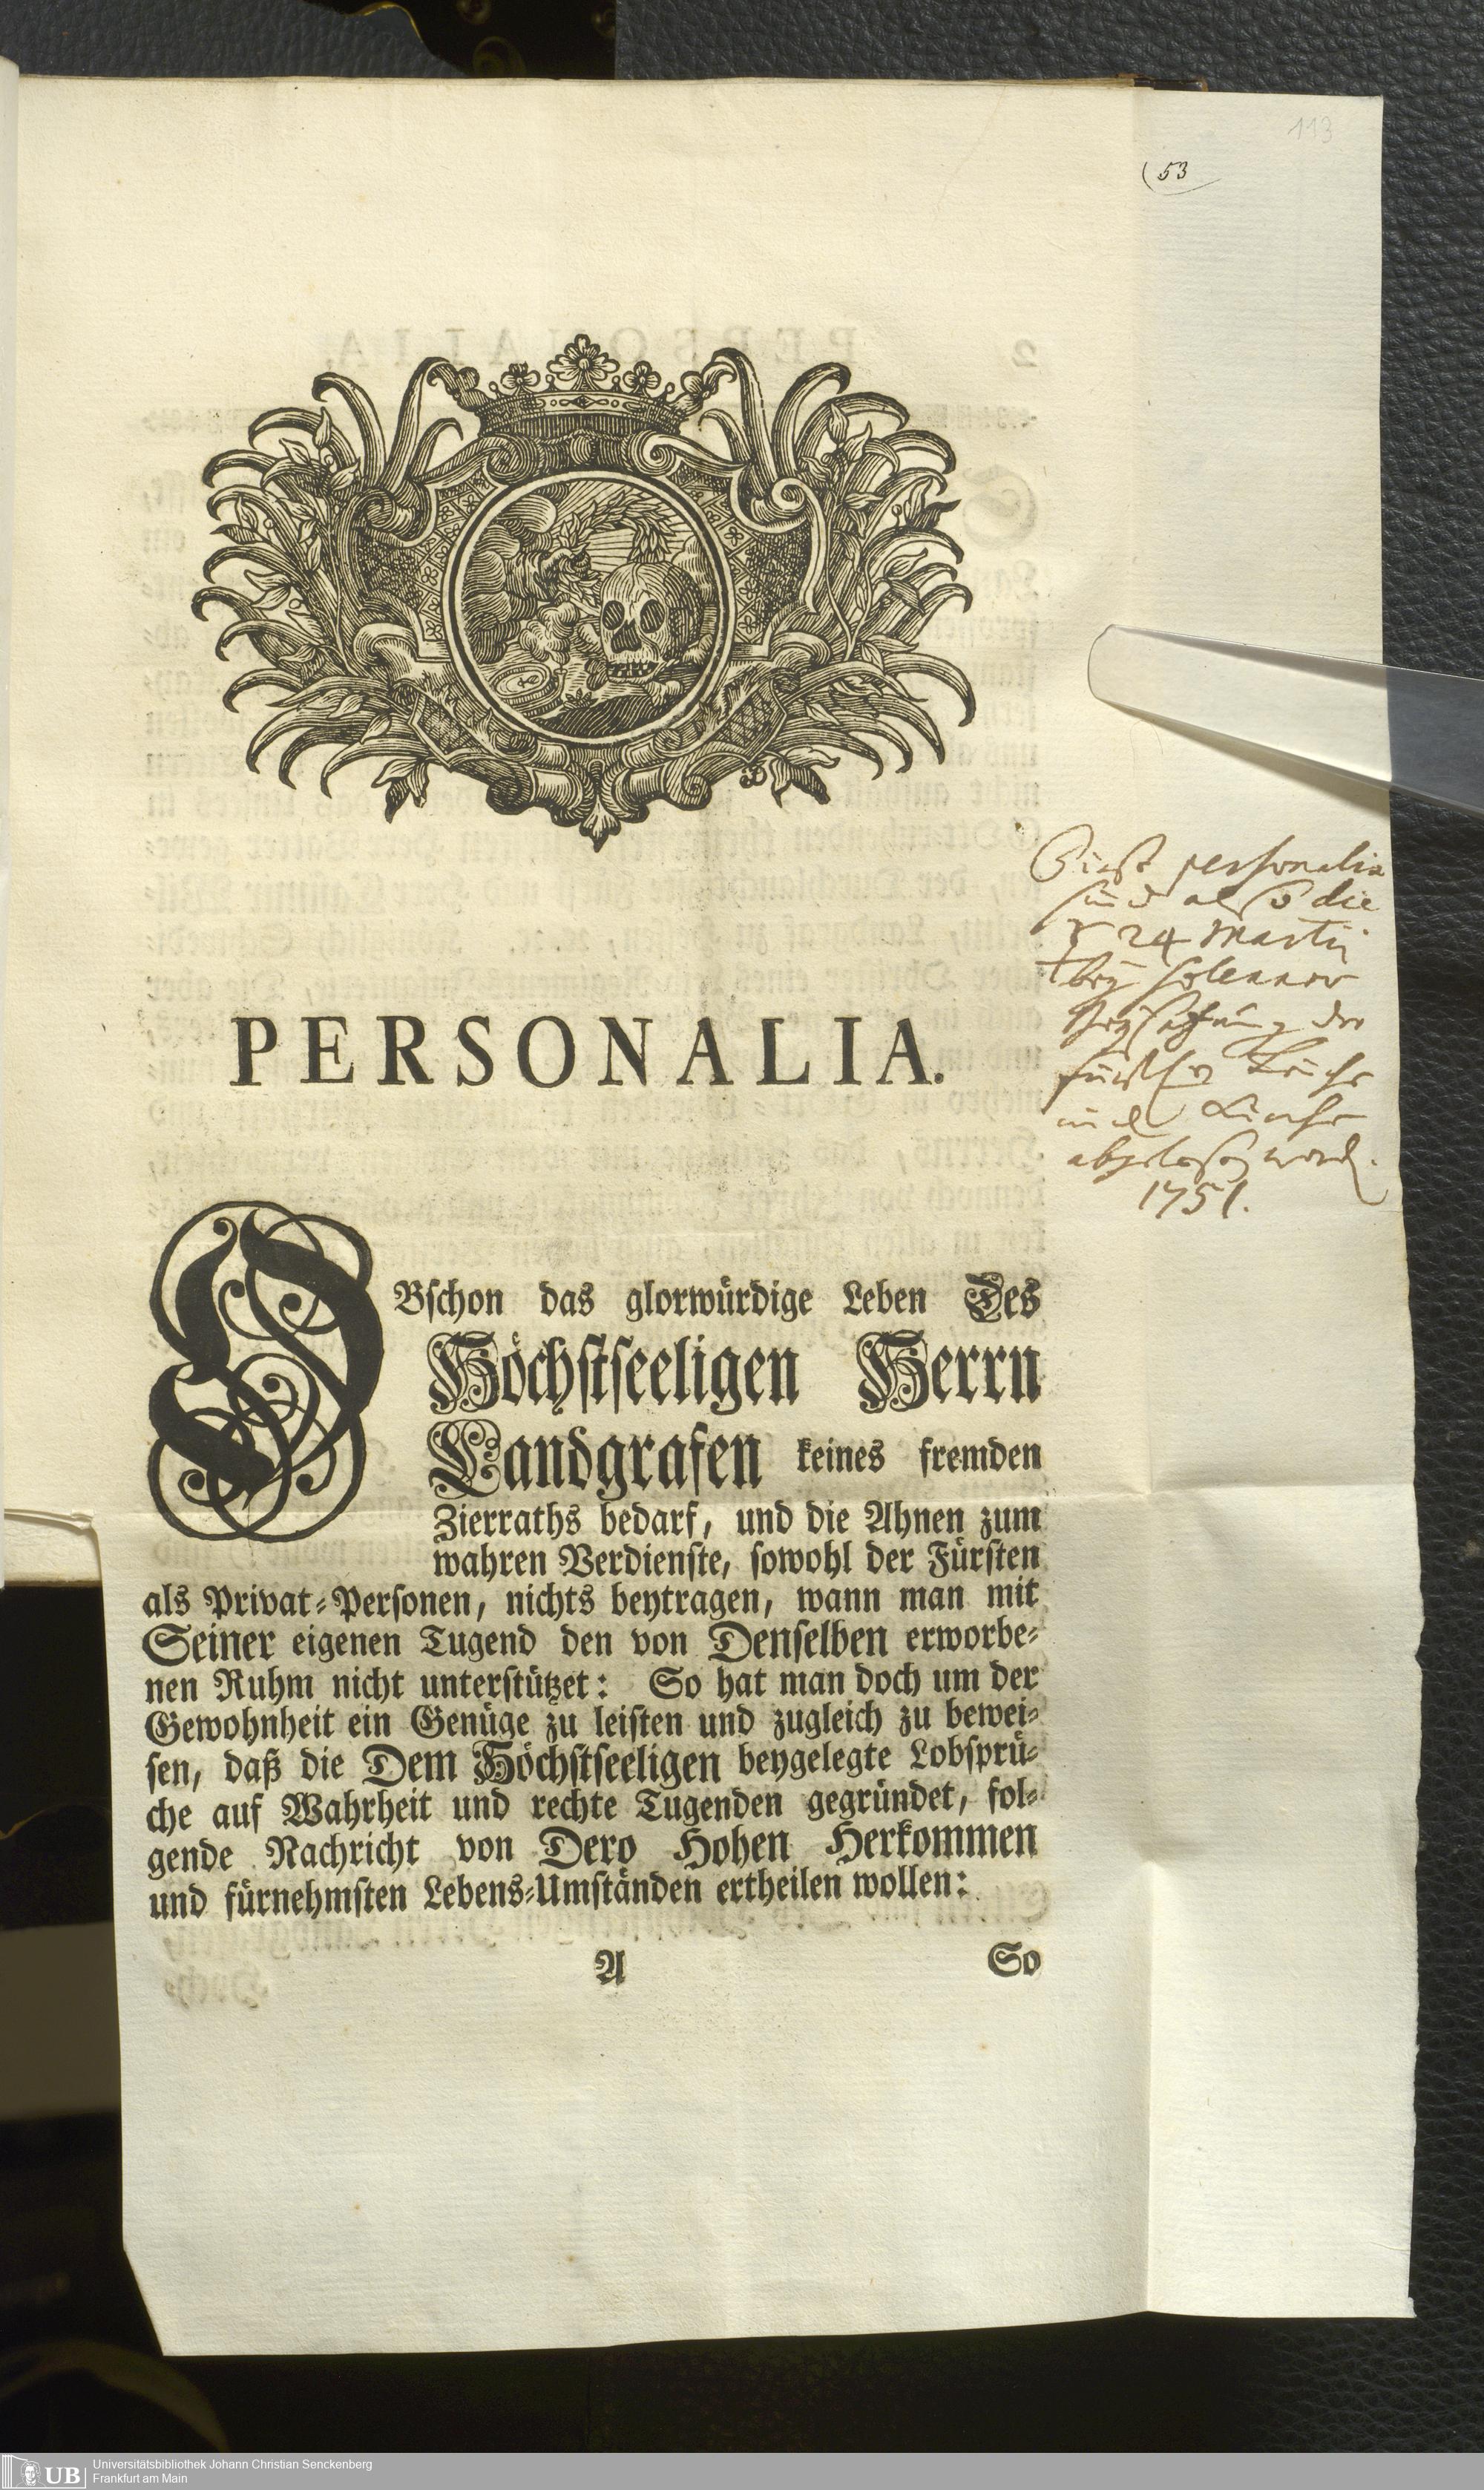 113
(53
PERSONALIA.
personalia
sind also die
24 Martii
bey solenner
Beysetzung der
fürstl. Leiche
in d. Kirche
abgelesen word.
1751.
OBschon das glorwürdige Leben Des
Höchstseeligen Herrn
Landgrafen keines fremden
Zierraths bedarf, und die Ahnen zum
wahren Verdienste, sowohl der Fürsten
als Privat-Personen, nichts beytragen, wann man mit
Seiner eigenen Tugend den von Denselben erworbe-
nen Ruhm nicht unterstützet: So hat man doch um der
Gewohnheit ein Genüge zu leisten und zugleich zu bewei-
sen, daß die Dem Höchstseeligen beygelegte Lobsprü-
che auf Wahrheit und rechte Tugenden gegründet, fol-
gende Nachricht von Dero Hohen Herkommen
und fürnehmsten Lebens-Umständen ertheilen wollen:
A So
UB Universitätsbibliothek Johann Christian Senckenberg
Frankfurt am Main